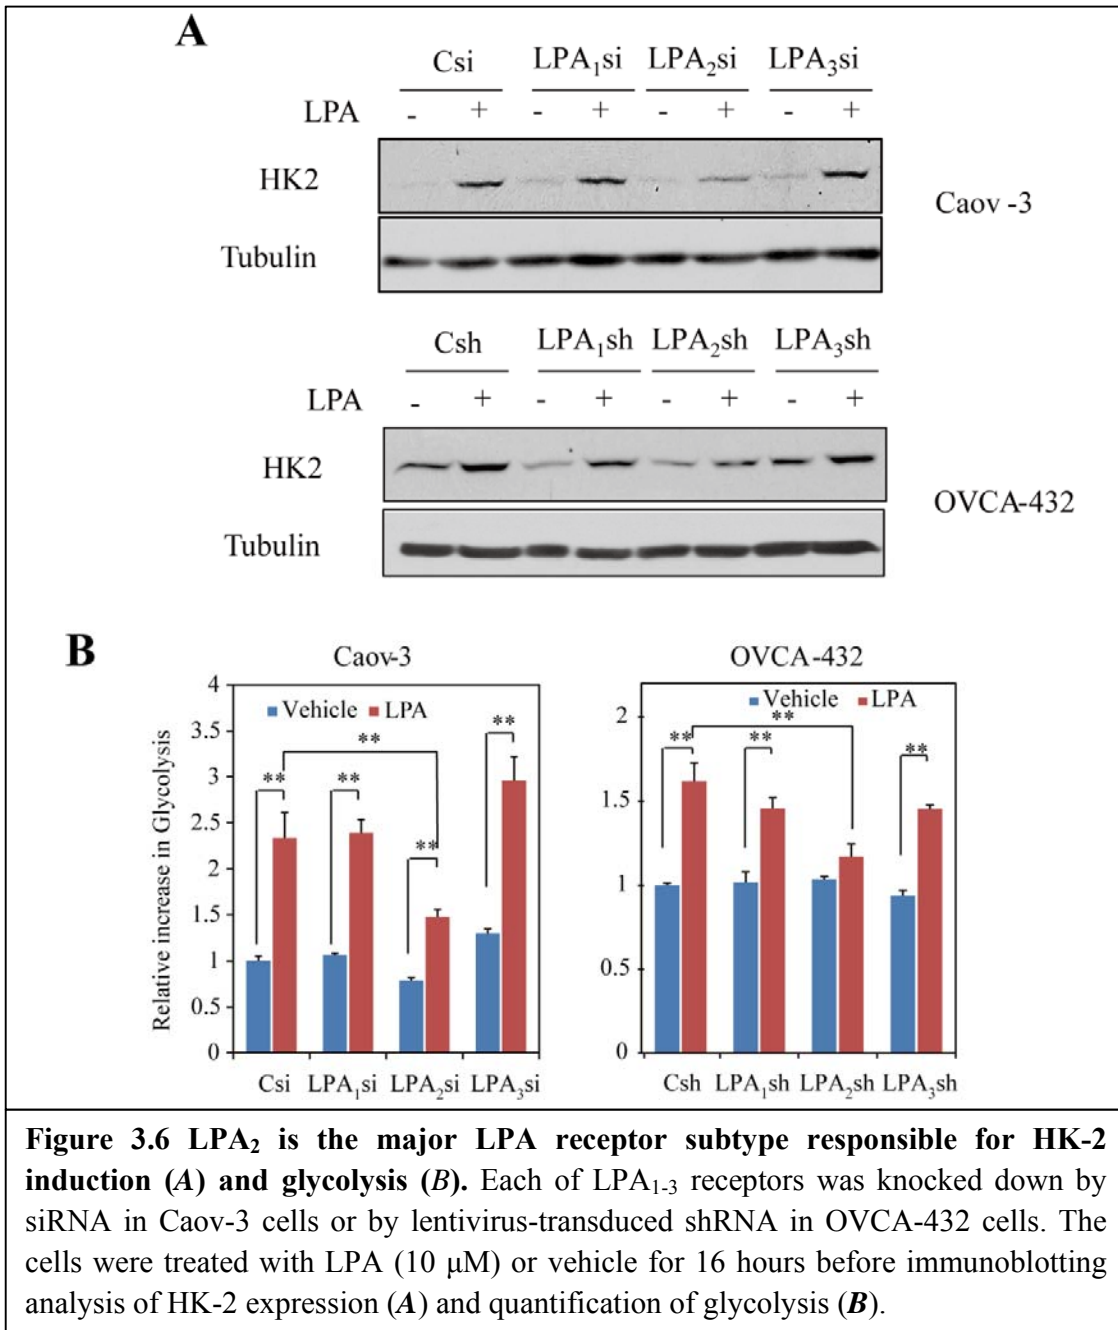 A
Csi LPA₁si LPA₂si LPA₃si
LPA - + - + - + - +
HK2
Caov -3
Tubulin
Csh LPA₁sh LPA₂sh LPA₃sh
LPA - + - + - + - +
HK2
OVCA-432
Tubulin
B
Caov-3
Relative increase in Glycolysis
4
3.5
3
2.5
2
1.5
1
0.5
0
Vehicle LPA
**
**
**
**
**
Csi LPA₁si LPA₂si LPA₃si
OVCA-432
2
1.5
1
0.5
0
Vehicle LPA
**
**
**
**
Csh LPA₁sh LPA₂sh LPA₃sh
Figure 3.6 LPA₂ is the major LPA receptor subtype responsible for HK-2
induction (A) and glycolysis (B). Each of LPA₁₋₃ receptors was knocked down by
siRNA in Caov-3 cells or by lentivirus-transduced shRNA in OVCA-432 cells. The
cells were treated with LPA (10 μM) or vehicle for 16 hours before immunoblotting
analysis of HK-2 expression (A) and quantification of glycolysis (B).